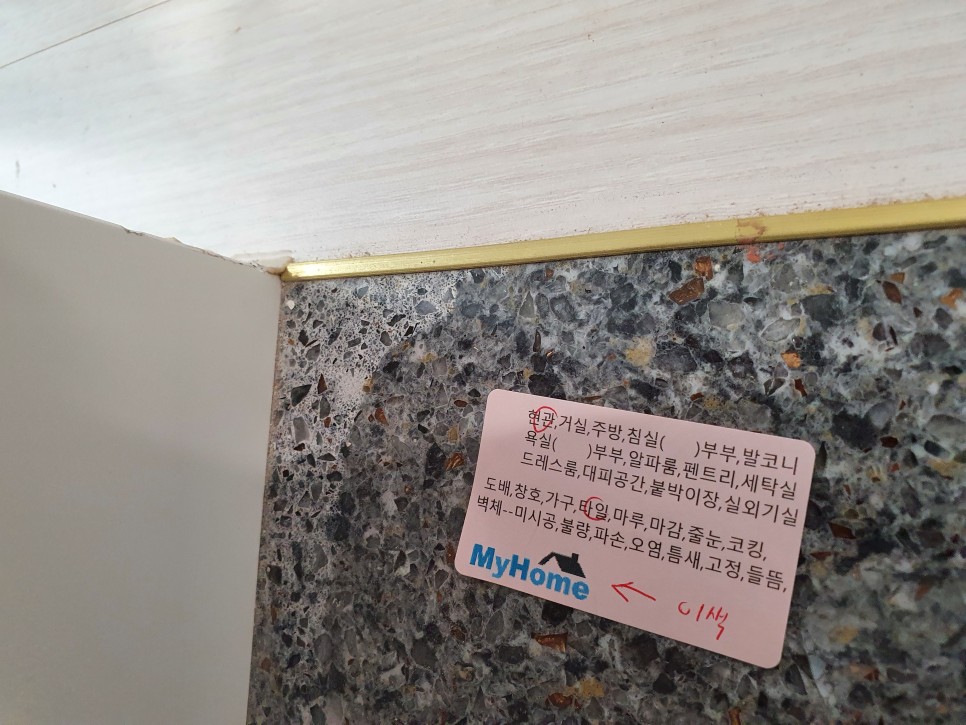 현관,거실,주방,침실(    )부부,발코니
욕실(    )부부,알파룸,펜트리,세탁실
드레스룸,대피공간,붙박이장,실외기실
도배,창호,가구,타일,마루,마감,줄눈,코킹,
벽체--미시공,불량,파손,오염,틈새,고정,들뜸,
MyHome ← 이색